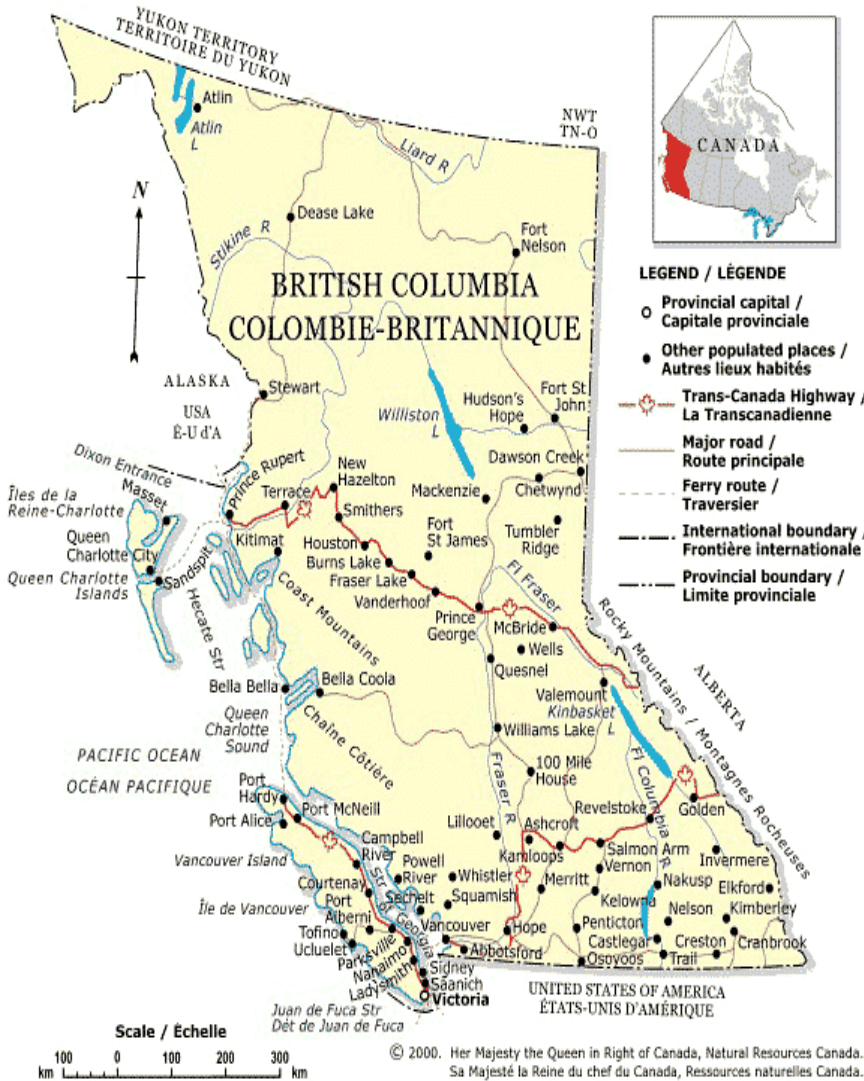 YUKON TERRITORY
TERRITOIRE DU YUKON
Atlin
Atlin
L
NWT
TN-O
Liard R
CANADA
N
Dease Lake
Stikine R
Fort
Nelson
BRITISH COLUMBIA
COLOMBIE-BRITANNIQUE
LEGEND / LÉGENDE
Provincial capital /
Capitale provinciale
Other populated places /
Autres lieux habités
Trans-Canada Highway /
La Transcanadienne
Major road /
Route principale
Ferry route /
Traversier
International boundary /
Frontière internationale
Provincial boundary /
Limite provinciale
ALASKA
USA
É-U d'A
Stewart
Williston
L
Hudson's
Hope
Fort St
John
Dixon Entrance
Prince Rupert
New
Hazelton
Dawson Creek
Îles de la
Reine-Charlotte
Masset
Terrace
Smithers
Mackenzie
Chetwynd
Queen
Charlotte City
Sandspit
Kitimat
Houston
Burns Lake
Fraser Lake
Vanderhoof
Fort
St James
Tumbler
Ridge
Queen Charlotte
Islands
Hecate Str
Coast Mountains
Prince
George
Fl Fraser
McBride
Wells
Quesnel
Rocky Mountains / Montagnes Rocheuses
ALBERTA
Bella Bella
Bella Coola
Valemount
Kinbasket
L
Queen
Charlotte
Sound
Chaîne Côtière
Williams Lake
PACIFIC OCEAN
OCÉAN PACIFIQUE
100 Mile
House
Fraser R
Fl Columbia R
Port
Hardy
Port McNeill
Port Alice
Revelstoke
Golden
Campbell
River
Lillooet
Ashcroft
Kamloops
Salmon Arm
Vernon
Invermere
Vancouver Island
Powell
River
Whistler
Merritt
Nakusp
Elkford
Courtenay
Str of Georgia
Sechelt
Squamish
Kelowna
Nelson
Kimberley
Île de Vancouver
Port
Alberni
Vancouver
Hope
Penticton
Castlegar
Creston
Cranbrook
Tofino
Ucluelet
Parksville
Nanaimo
Ladysmith
Abbotsford
Osoyoos
Trail
Sidney
Saanich
Victoria
Juan de Fuca Str
Dét de Juan de Fuca
UNITED STATES OF AMERICA
ÉTATS-UNIS D'AMÉRIQUE
Scale / Échelle
100 0 100 200 300
km km
© 2000. Her Majesty the Queen in Right of Canada, Natural Resources Canada.
Sa Majesté la Reine du chef du Canada, Ressources naturelles Canada.